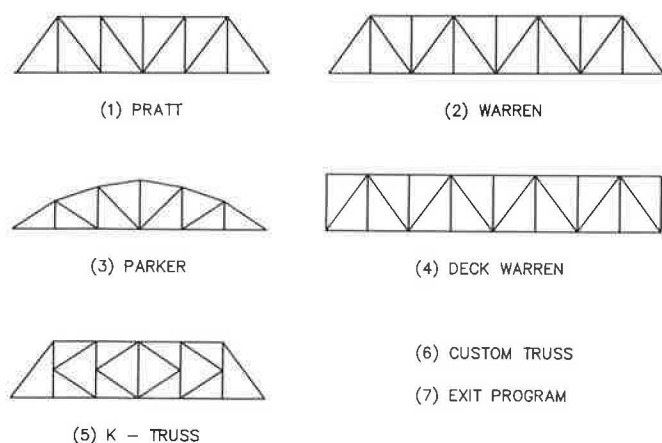 (1) PRATT
(2) WARREN
(3) PARKER
(4) DECK WARREN
(5) K – TRUSS
(6) CUSTOM TRUSS
(7) EXIT PROGRAM